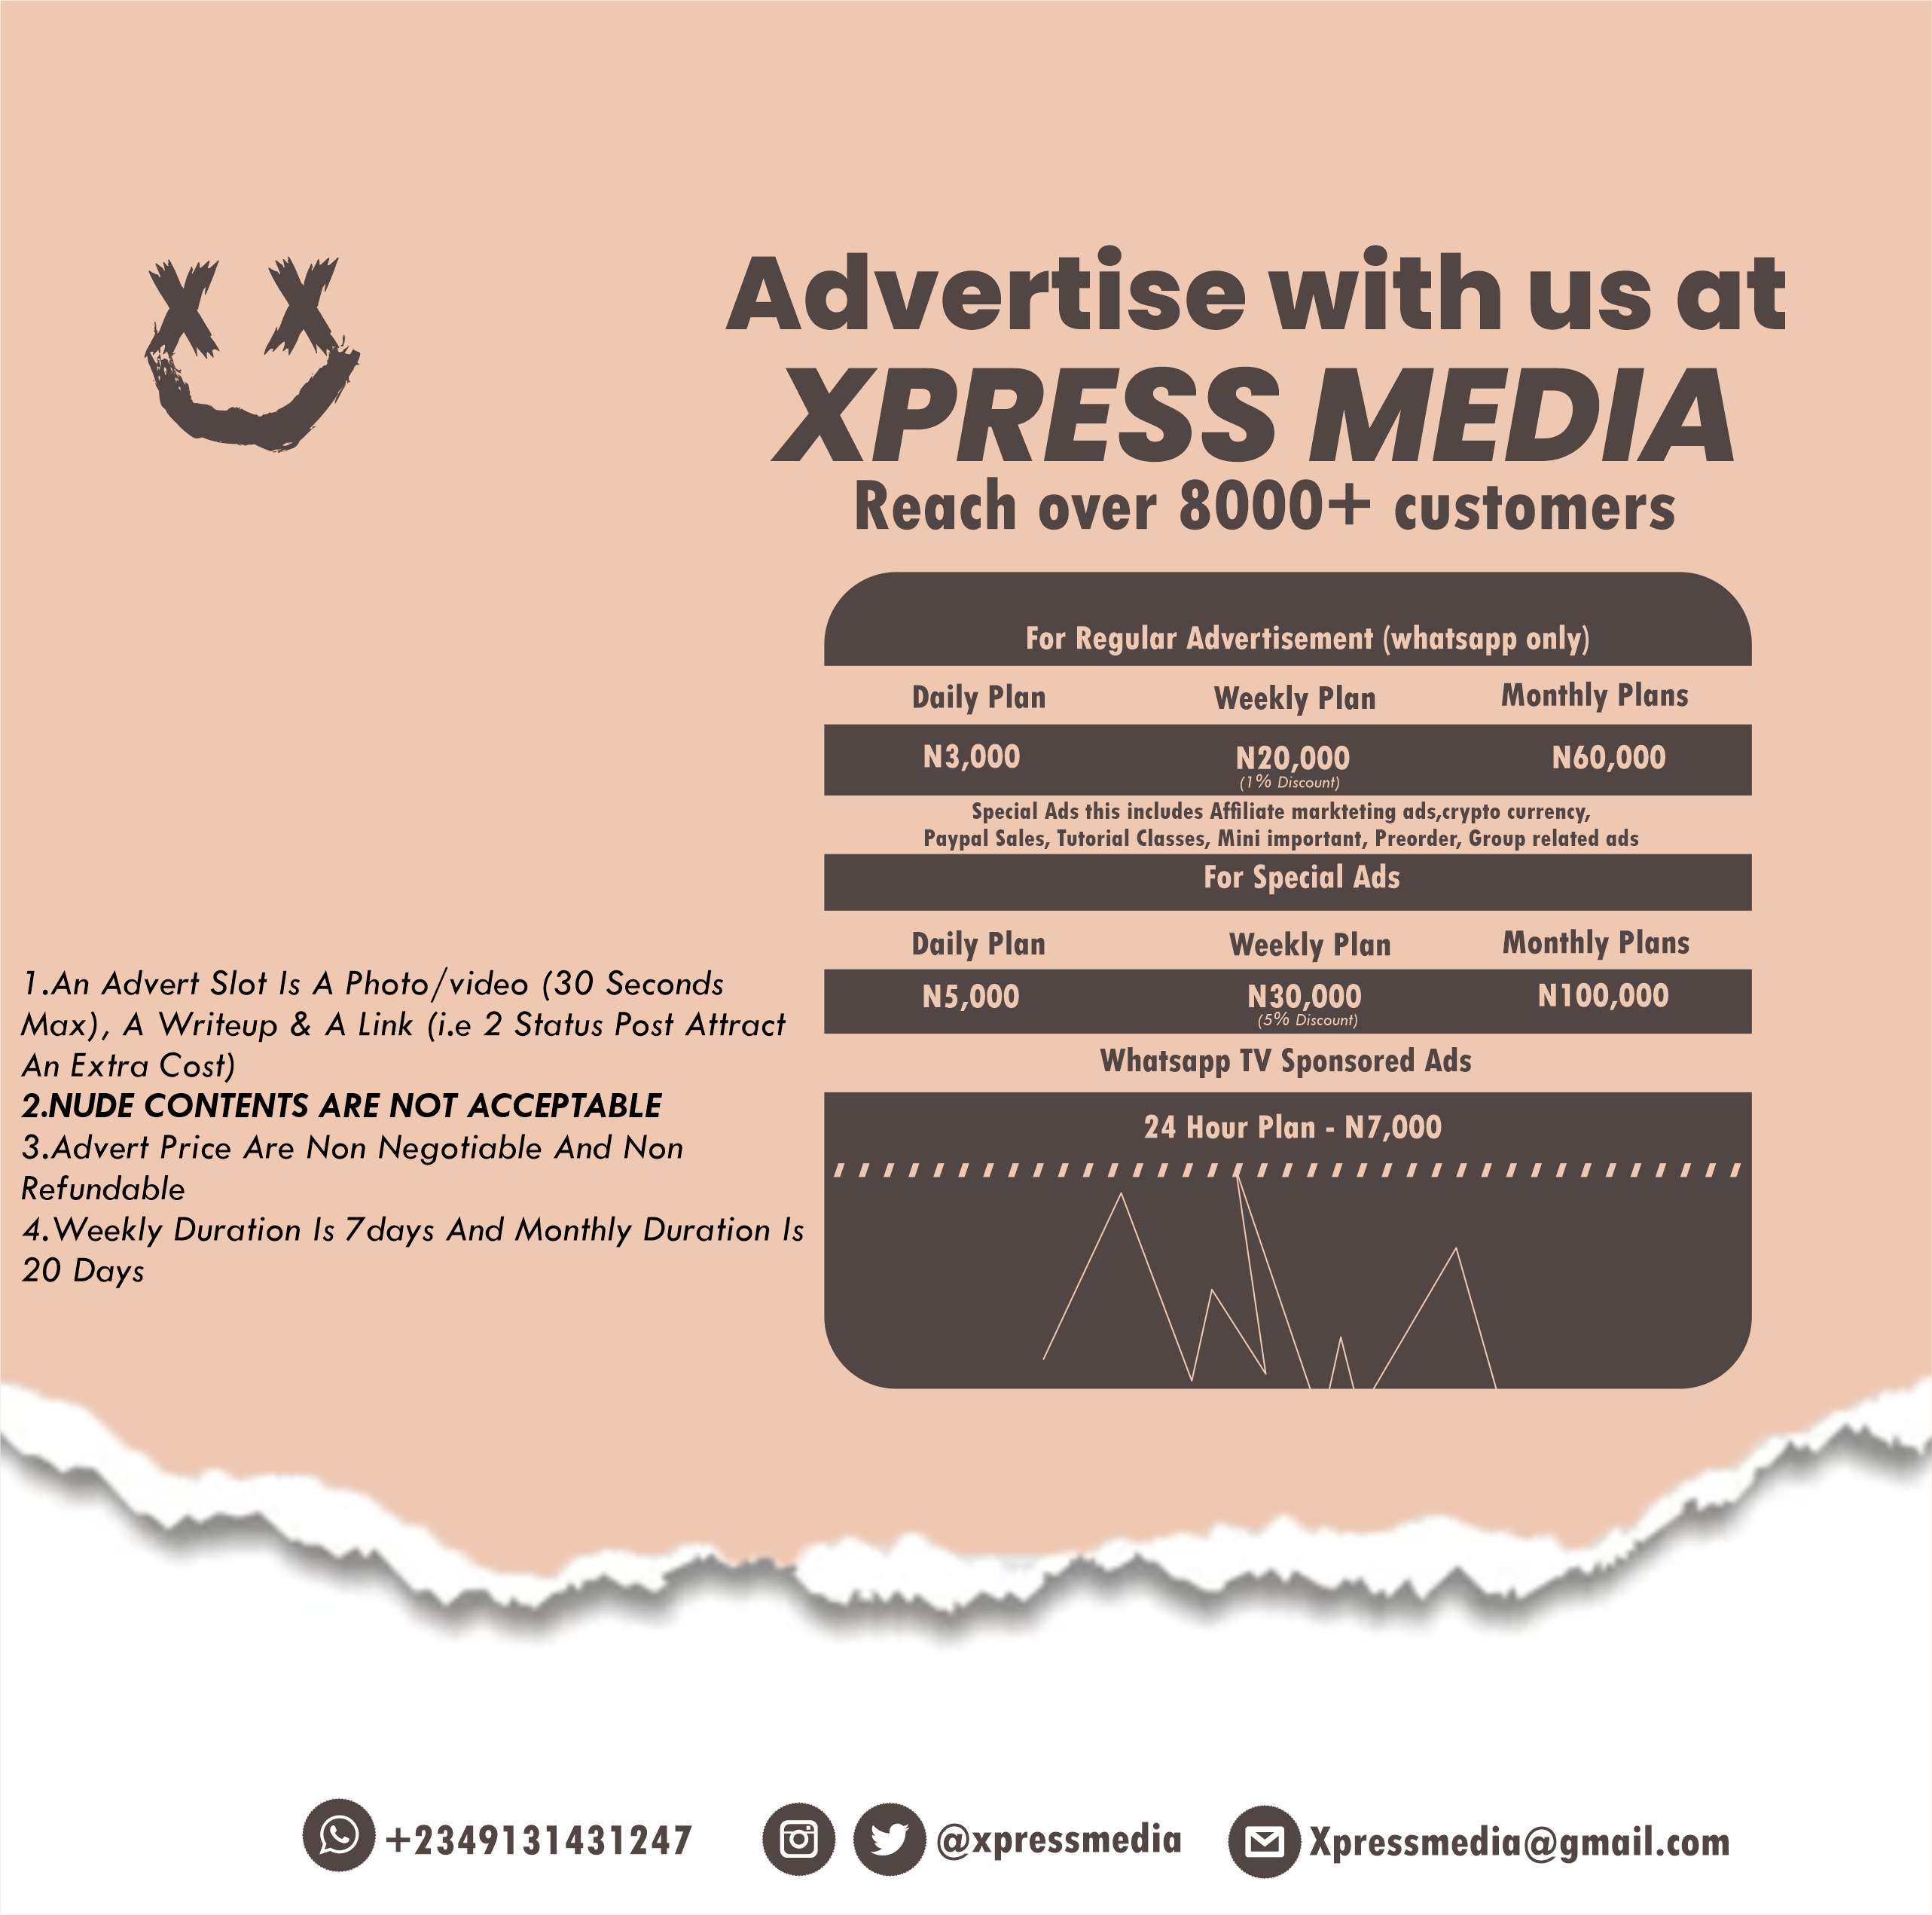 Advertise with us at
XPRESS MEDIA
Reach over 8000+ customers
For Regular Advertisement (whatsapp only)
Daily Plan Weekly Plan Monthly Plans
N3,000 N20,000 N60,000
(1% Discount)
Special Ads this includes Affiliate markteting ads,crypto currency,
Paypal Sales, Tutorial Classes, Mini important, Preorder, Group related ads
For Special Ads
Daily Plan Weekly Plan Monthly Plans
N5,000 N30,000 N100,000
(5% Discount)
Whatsapp TV Sponsored Ads
24 Hour Plan - N7,000
1.An Advert Slot Is A Photo/video (30 Seconds
Max), A Writeup & A Link (i.e 2 Status Post Attract
An Extra Cost)
2.NUDE CONTENTS ARE NOT ACCEPTABLE
3.Advert Price Are Non Negotiable And Non
Refundable
4.Weekly Duration Is 7days And Monthly Duration Is
20 Days
+2349131431247 @xpressmedia Xpressmedia@gmail.com